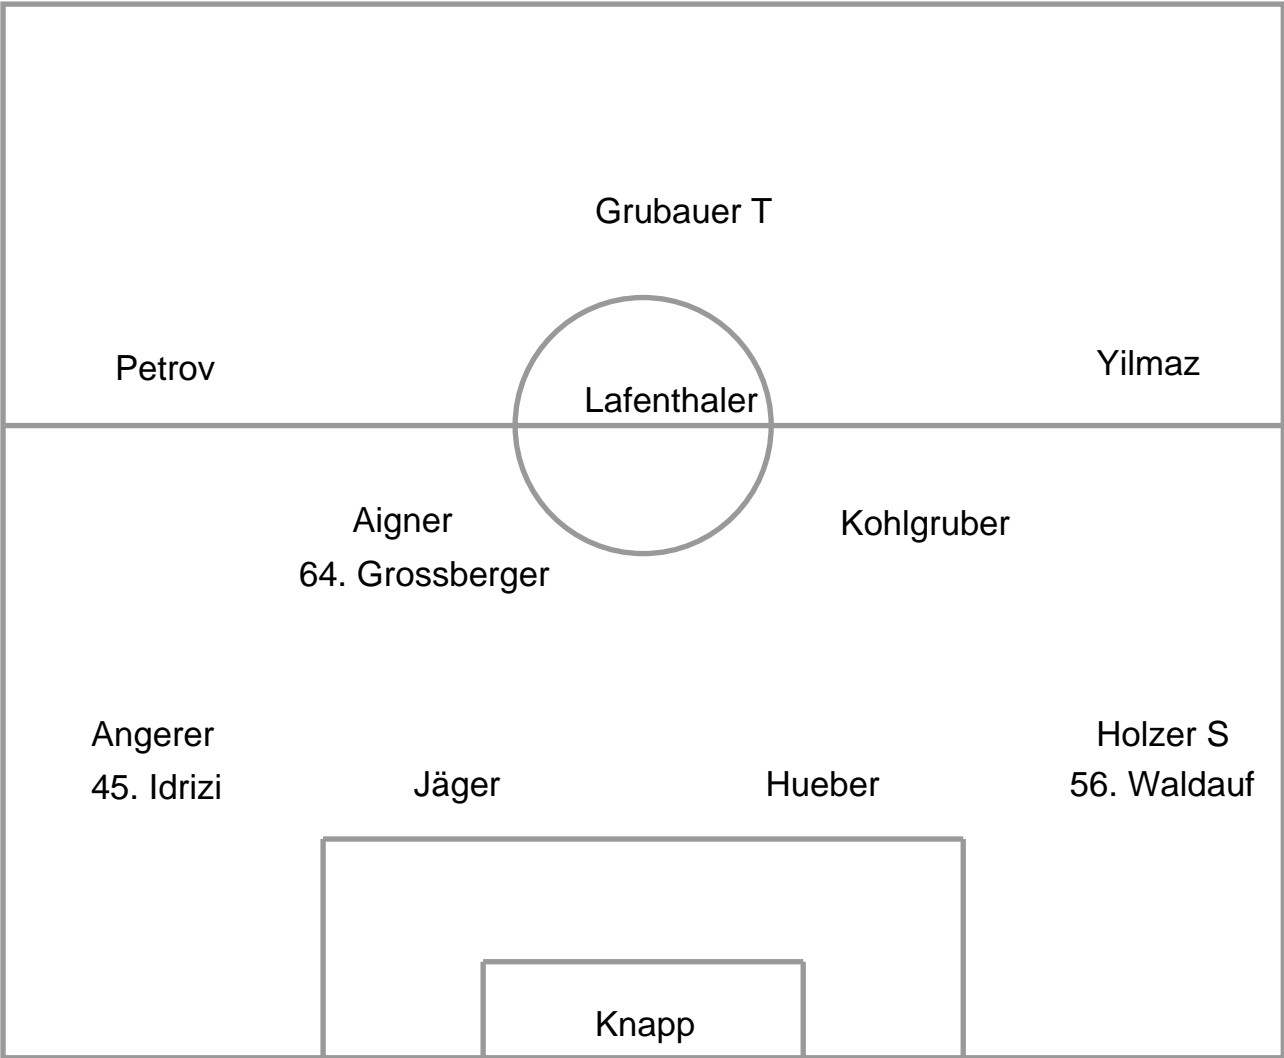 Grubauer T
Petrov
Yilmaz
Lafenthaler
Aigner
Kohlgruber
64. Grossberger
Angerer
Holzer S
45. Idrizi
Jäger
Hueber
56. Waldauf
Knapp